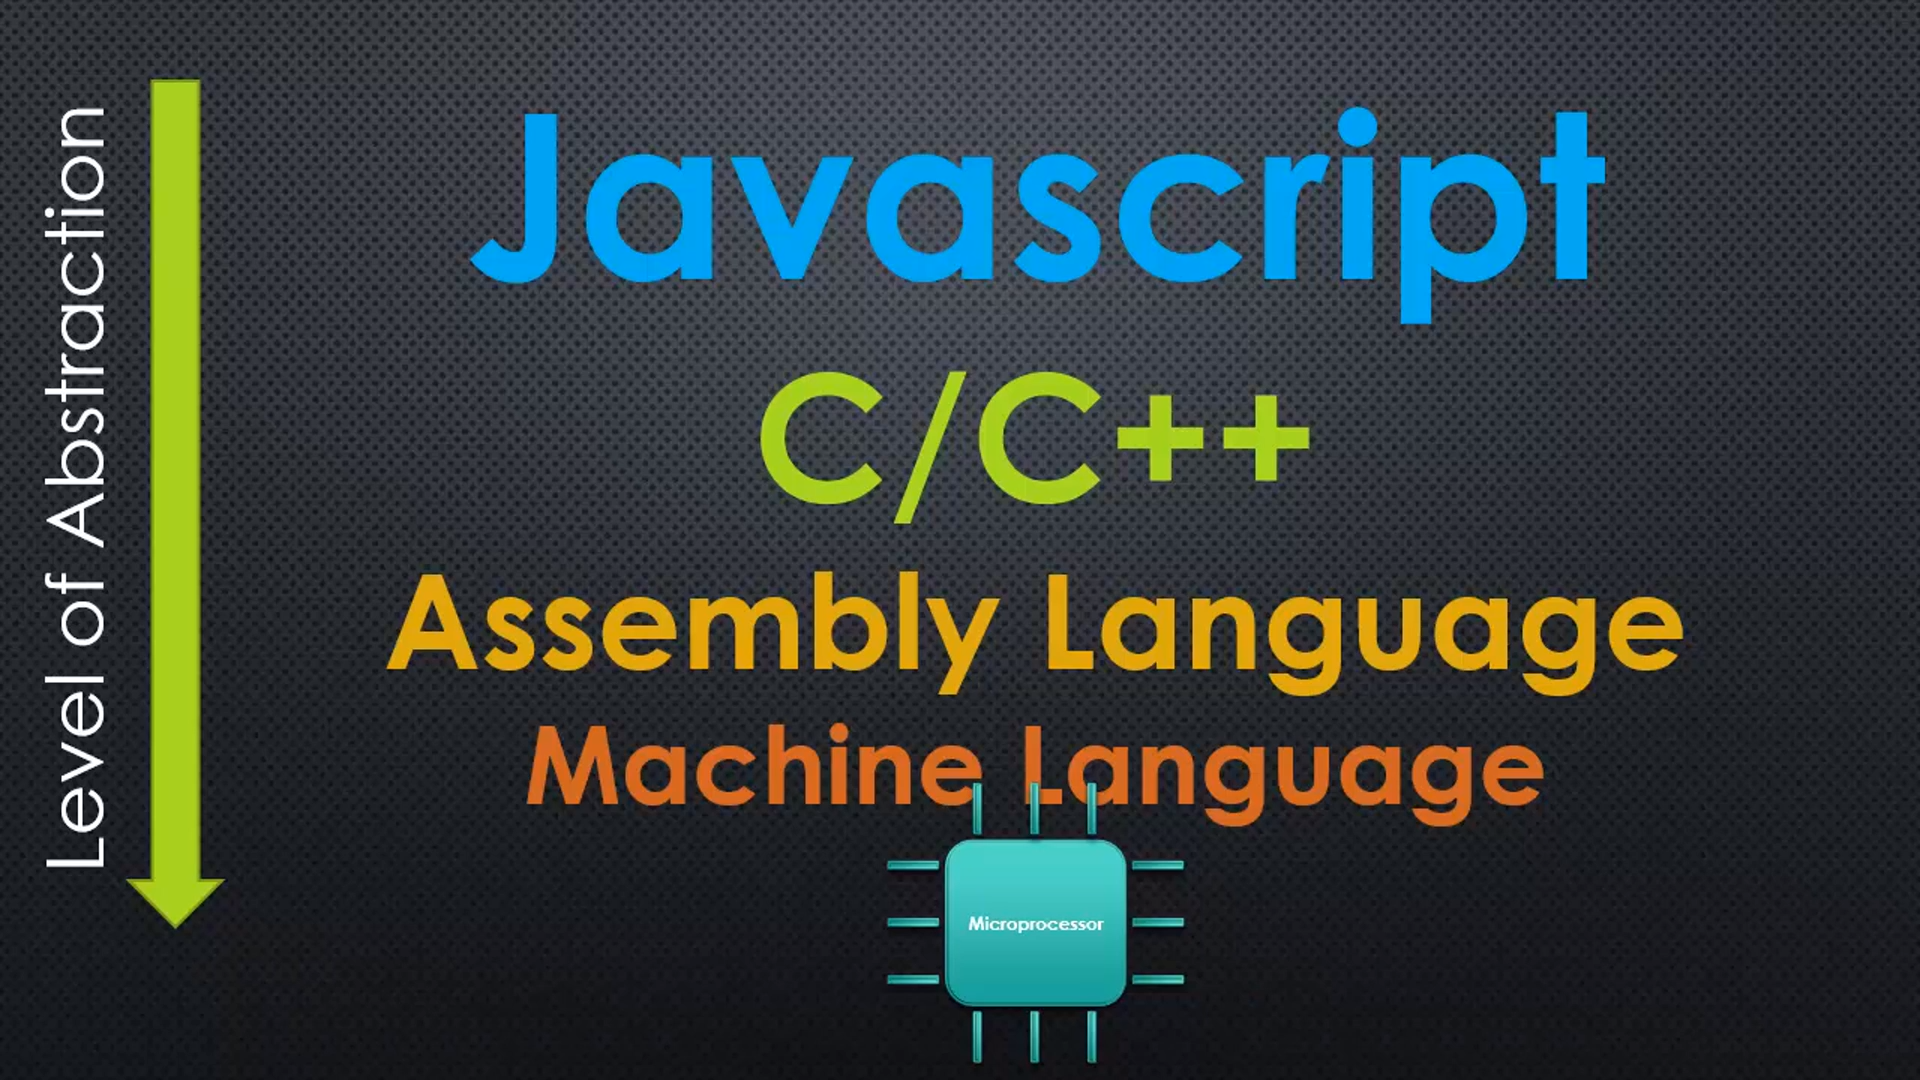 Level of Abstraction
Javascript
C/C++
Assembly Language
Machine Language
Microprocessor